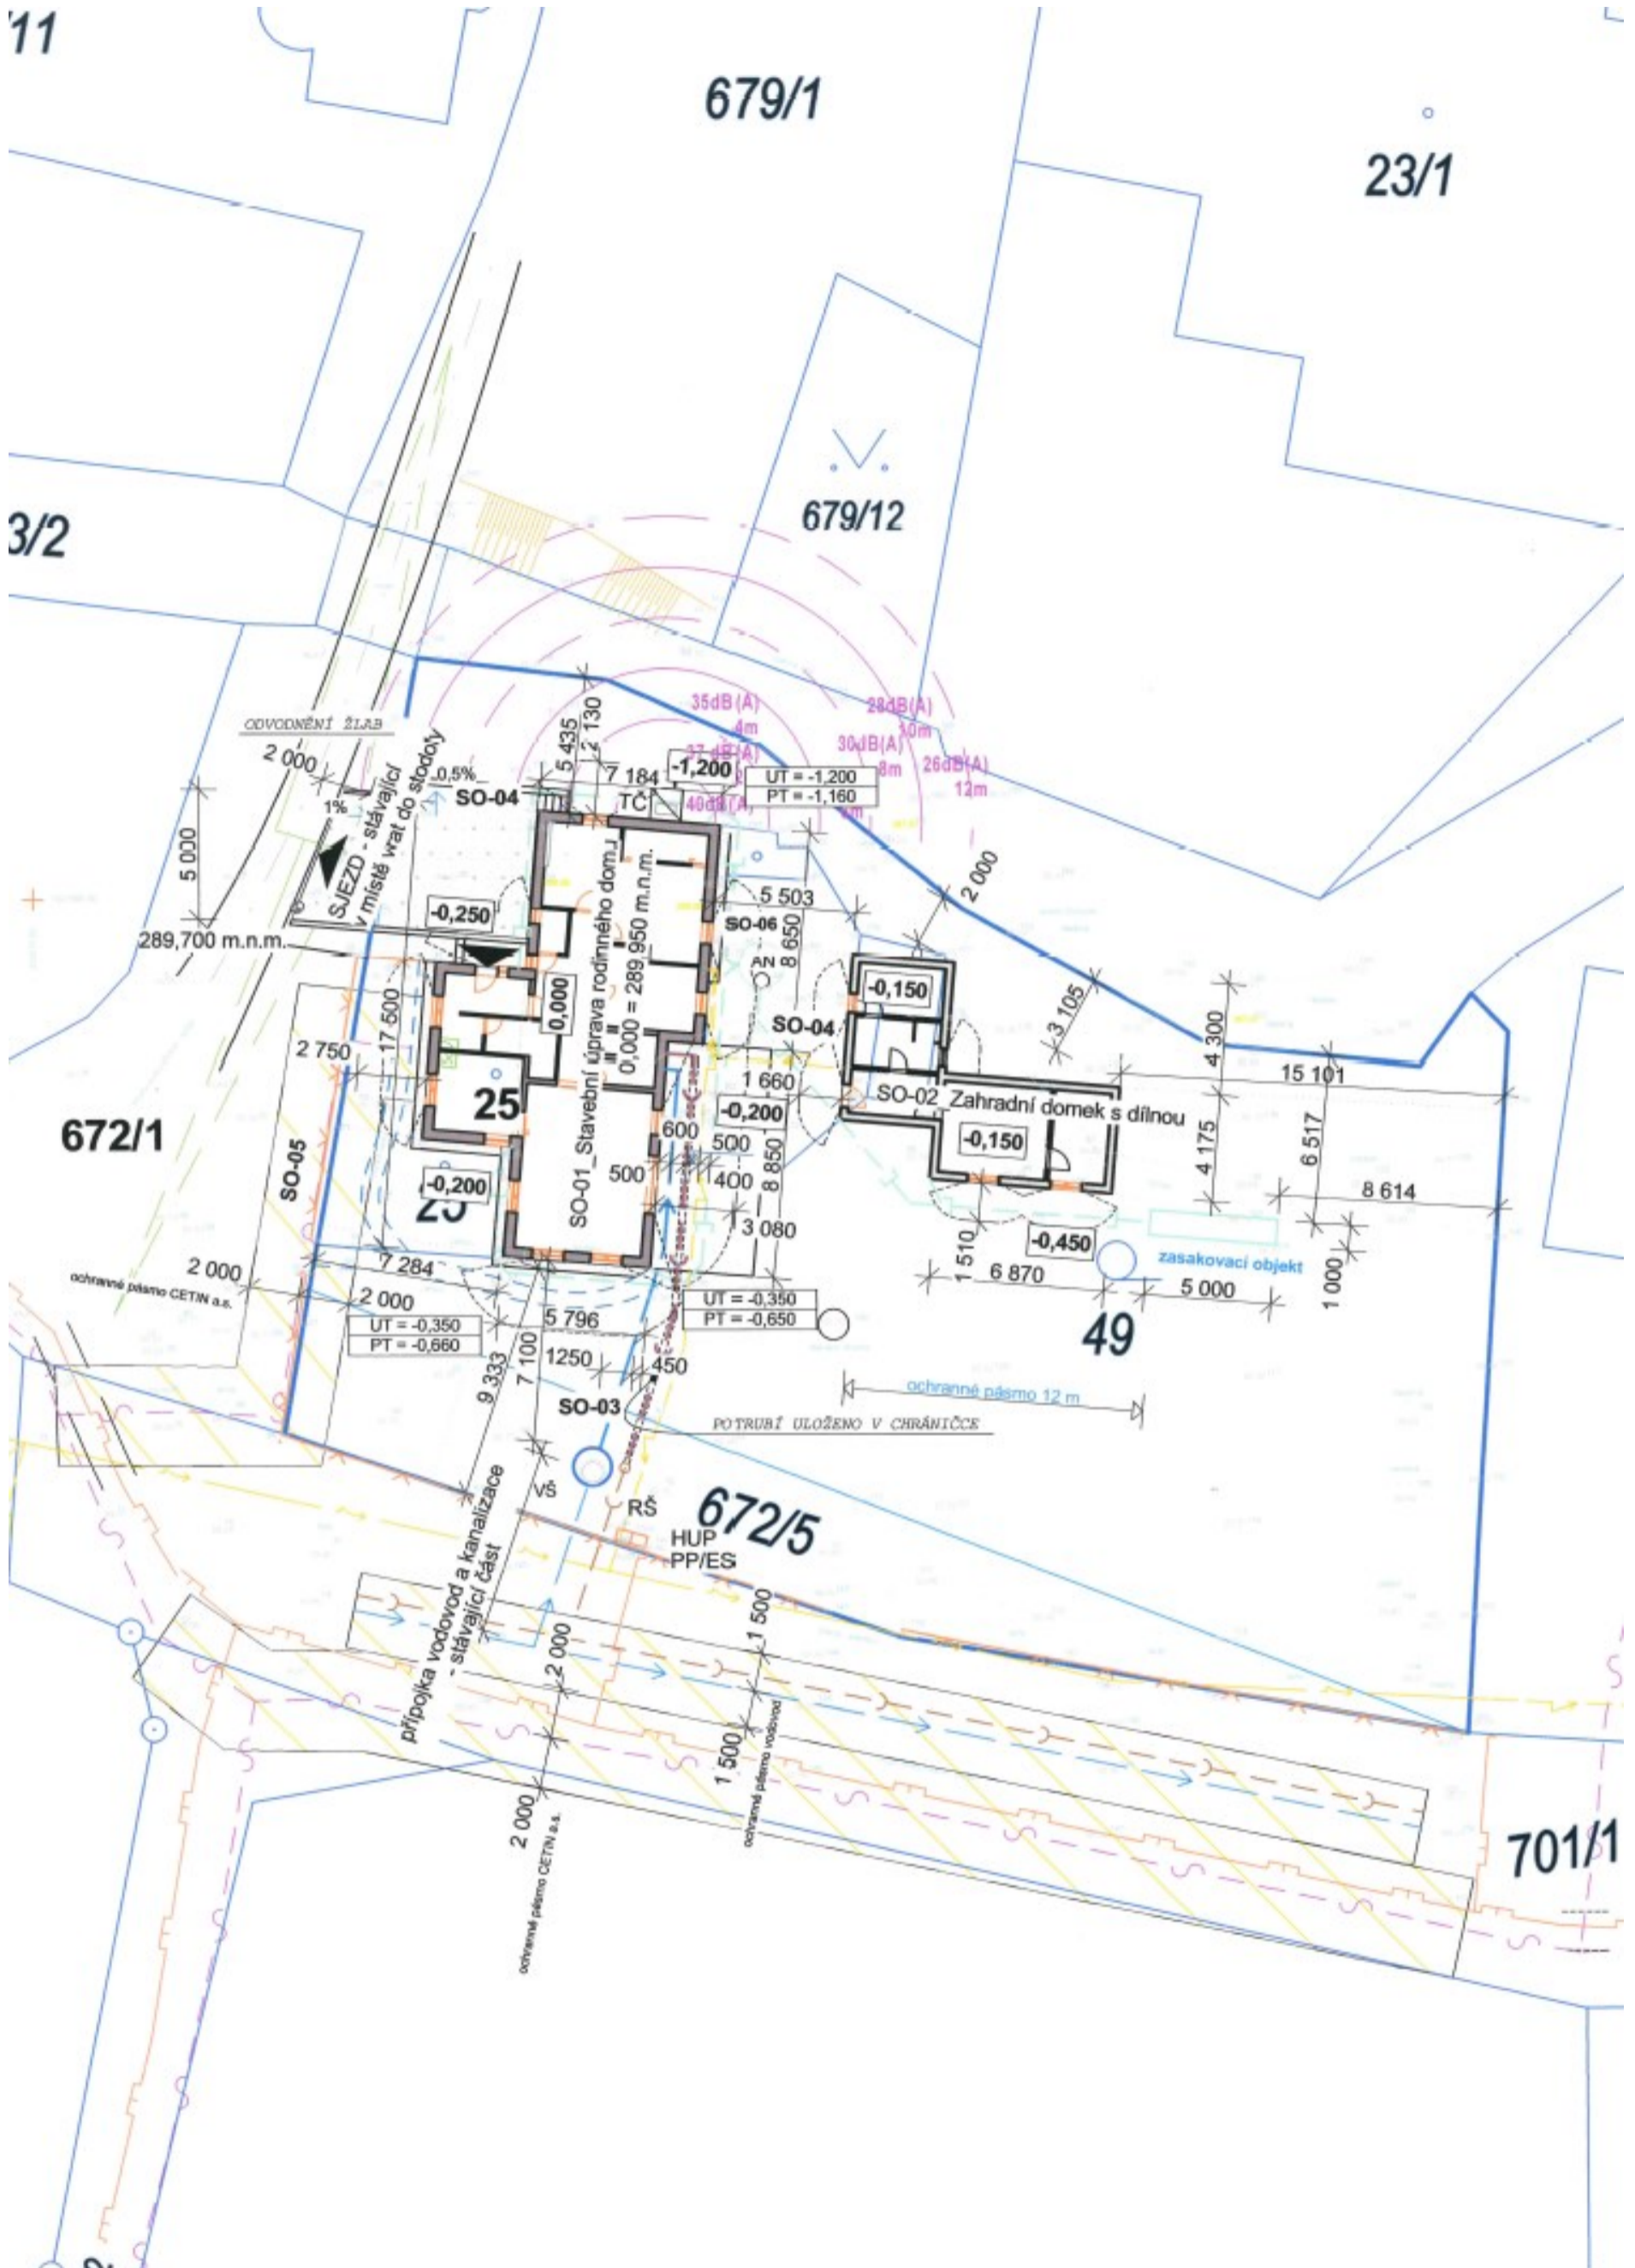 /11
679/1
23/1
3/2
679/12
35dB(A)
4m
28dB(A)
10m
30dB(A)
8m
26dB(A)
12m
40dB(A)
ODVODNĚNÍ ŽLAB
2 000
5 435
2 130
7 184
-1,200
UT = -1,200
PT = -1,160
TČ
0,5%
SO-04
1%
SJEZD - stávající
v místě vrat do stodoly
5 000
289,700 m.n.m.
-0,250
5 503
2 000
SO-06
AN
8 650
SO-04
-0,150
3 105
4 300
15 101
0,000
SO-01_Stavební úprava rodinného domu
0,000 = 289,950 m.n.m.
17 500
2 750
25
672/1
SO-05
-0,200
25
1 660
-0,200
600
500
500
400
8 850
3 080
SO-02_Zahradní domek s dílnou
-0,150
4 175
6 517
8 614
1 510
-0,450
6 870
zasakovací objekt
5 000
1 000
2 000
ochranné pásmo CETIN a.s.
7 284
2 000
UT = -0,350
PT = -0,660
5 796
UT = -0,350
PT = -0,650
49
9 333
7 100
1250
450
SO-03
ochranné pásmo 12 m
POTRUBÍ ULOŽENO V CHRÁNIČCE
VŠ
RŠ
HUP
PP/ES
672/5
přípojka vodovod a kanalizace
- stávající část
2 000
1 500
1 500
2 000
ochranné pásmo CETIN a.s.
ochranné pásmo vodovod
701/1